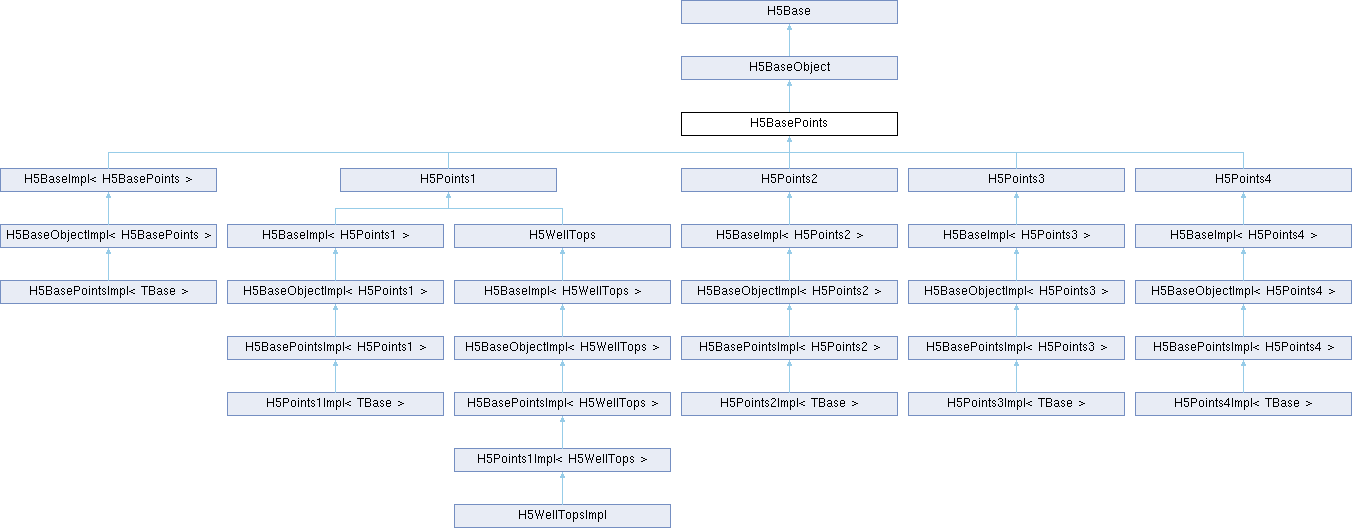 H5Base
H5BaseObject
H5BasePoints
H5BaseImpl< H5BasePoints >
H5Points1
H5Points2
H5Points3
H5Points4
H5BaseObjectImpl< H5BasePoints >
H5BaseImpl< H5Points1 >
H5WellTops
H5BaseImpl< H5Points2 >
H5BaseImpl< H5Points3 >
H5BaseImpl< H5Points4 >
H5BasePointsImpl< TBase >
H5BaseObjectImpl< H5Points1 >
H5BaseImpl< H5WellTops >
H5BaseObjectImpl< H5Points2 >
H5BaseObjectImpl< H5Points3 >
H5BaseObjectImpl< H5Points4 >
H5BasePointsImpl< H5Points1 >
H5BaseObjectImpl< H5WellTops >
H5BasePointsImpl< H5Points2 >
H5BasePointsImpl< H5Points3 >
H5BasePointsImpl< H5Points4 >
H5Points1Impl< TBase >
H5BasePointsImpl< H5WellTops >
H5Points2Impl< TBase >
H5Points3Impl< TBase >
H5Points4Impl< TBase >
H5Points1Impl< H5WellTops >
H5WellTopsImpl